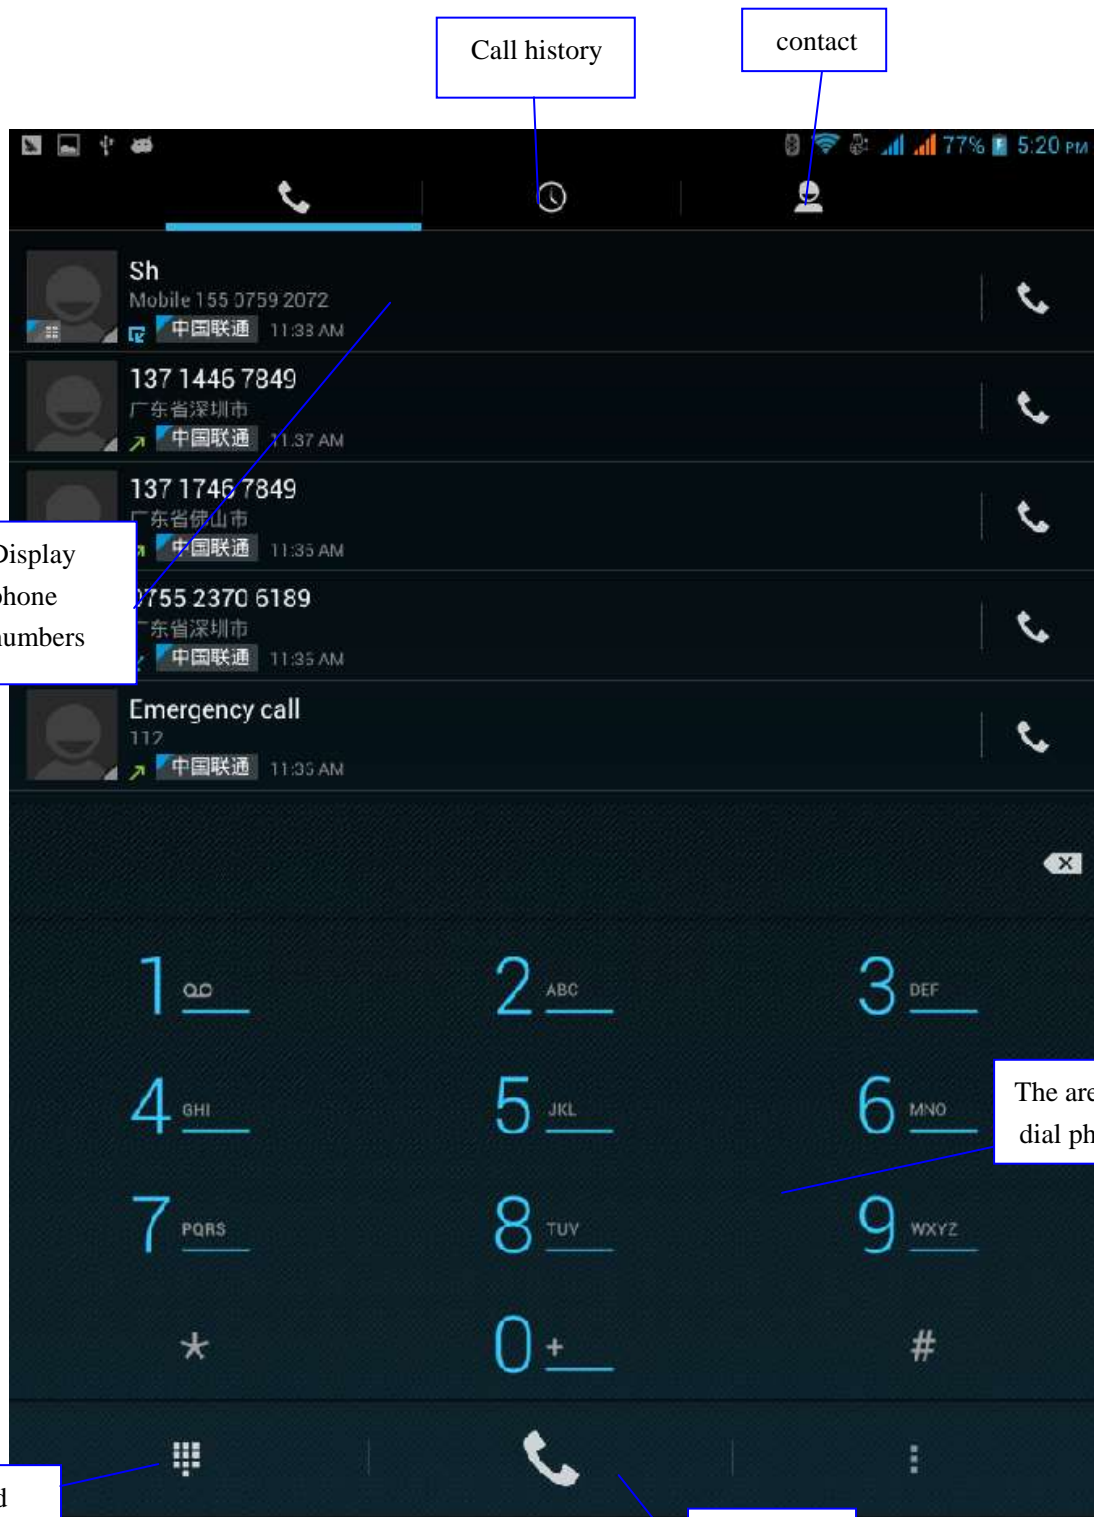 Call history
contact
77% 5:20 PM
Sh
Mobile 155 0759 2072
中国联通 11:38 AM
137 1446 7849
广东省深圳市
中国联通 11:37 AM
137 1746 7849
广东省佛山市
中国联通 11:36 AM
Display
phone
numbers
0755 2370 6189
广东省深圳市
中国联通 11:36 AM
Emergency call
112
中国联通 11:36 AM
1
2 ABC
3 DEF
4 GHI
5 JKL
6 MNO
The are
dial ph
7 PQRS
8 TUV
9 WXYZ
*
0 +
#
d